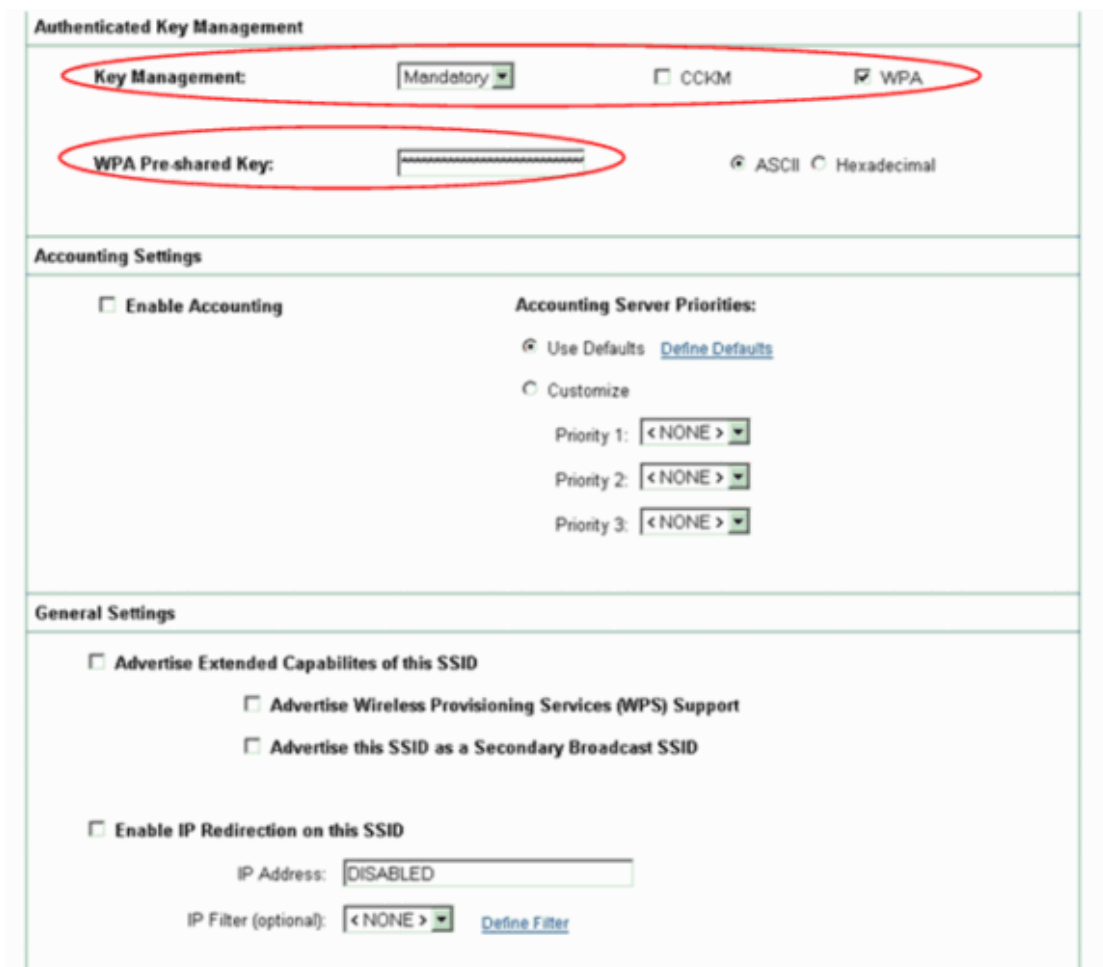 Authenticated Key Management
Key Management: Mandatory CCKM WPA
WPA Pre-shared Key: ASCII Hexadecimal
Accounting Settings
Enable Accounting Accounting Server Priorities:
Use Defaults Define Defaults
Customize
Priority 1: < NONE >
Priority 2: < NONE >
Priority 3: < NONE >
General Settings
Advertise Extended Capabilites of this SSID
Advertise Wireless Provisioning Services (WPS) Support
Advertise this SSID as a Secondary Broadcast SSID
Enable IP Redirection on this SSID
IP Address: DISABLED
IP Filter (optional): < NONE > Define Filter